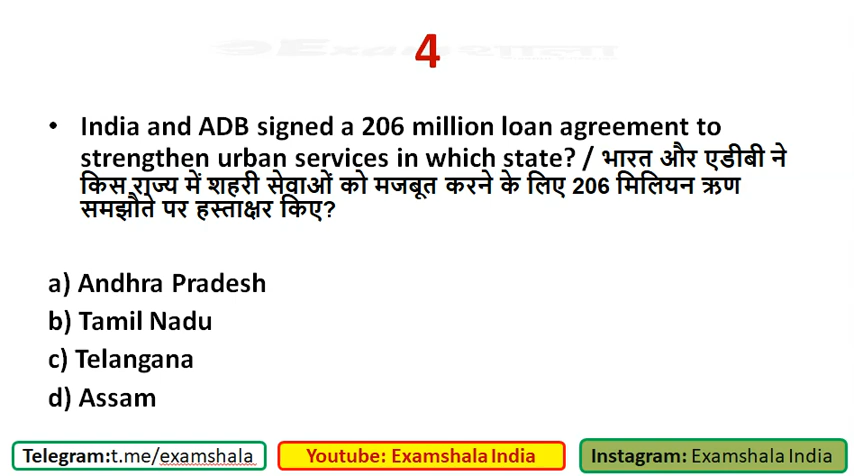 4
• India and ADB signed a 206 million loan agreement to
strengthen urban services in which state? / भारत और एडीबी ने
किस राज्य में शहरी सेवाओं को मजबूत करने के लिए 206 मिलियन ऋण
समझौते पर हस्ताक्षर किए?
a) Andhra Pradesh
b) Tamil Nadu
c) Telangana
d) Assam
Telegram:t.me/examshala
Youtube: Examshala India
Instagram: Examshala India